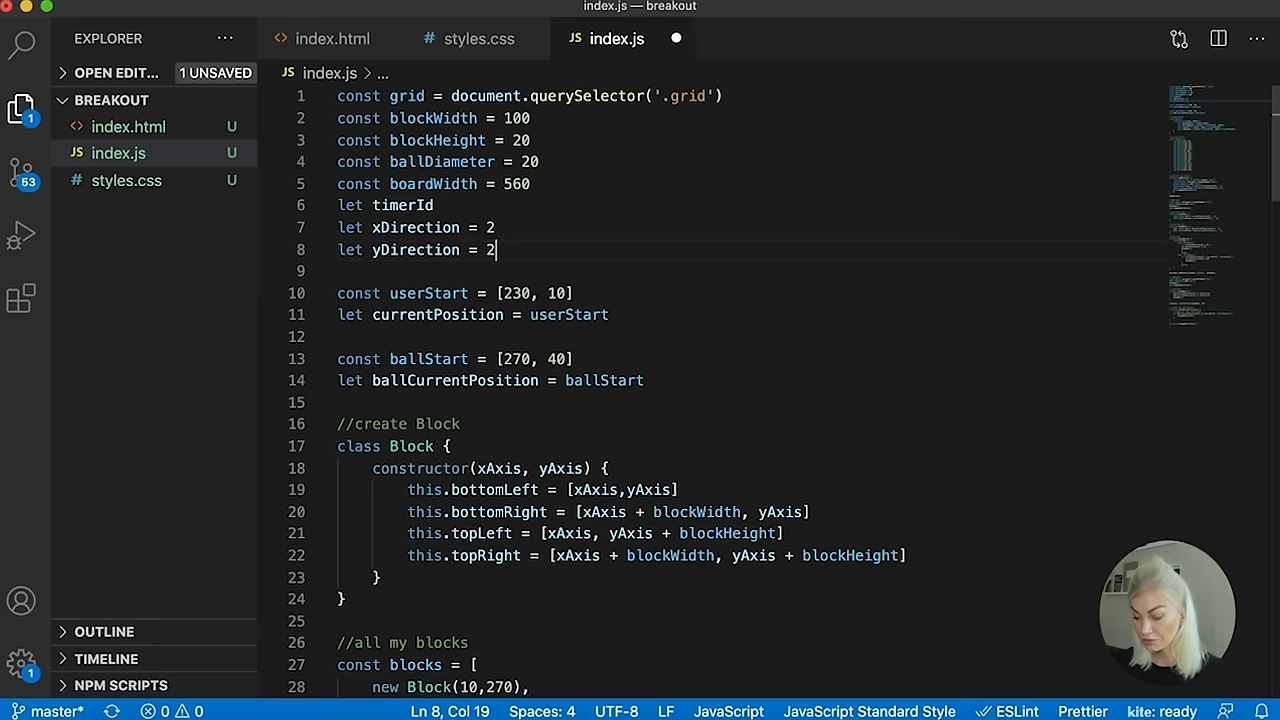 index.js — breakout
EXPLORER ···
<> index.html
# styles.css
JS index.js
OPEN EDIT... 1 UNSAVED
BREAKOUT
<> index.html U
JS index.js U
# styles.css U
OUTLINE
TIMELINE
NPM SCRIPTS
1
53
1
JS index.js > ...
1 const grid = document.querySelector('.grid')
2 const blockWidth = 100
3 const blockHeight = 20
4 const ballDiameter = 20
5 const boardWidth = 560
6 let timerId
7 let xDirection = 2
8 let yDirection = 2
9
10 const userStart = [230, 10]
11 let currentPosition = userStart
12
13 const ballStart = [270, 40]
14 let ballCurrentPosition = ballStart
15
16 //create Block
17 class Block {
18 constructor(xAxis, yAxis) {
19 this.bottomLeft = [xAxis,yAxis]
20 this.bottomRight = [xAxis + blockWidth, yAxis]
21 this.topLeft = [xAxis, yAxis + blockHeight]
22 this.topRight = [xAxis + blockWidth, yAxis + blockHeight]
23 }
24 }
25
26 //all my blocks
27 const blocks = [
28 new Block(10,270),
master* 0 0 Ln 8, Col 19 Spaces: 4 UTF-8 LF JavaScript JavaScript Standard Style ESLint Prettier kite: ready